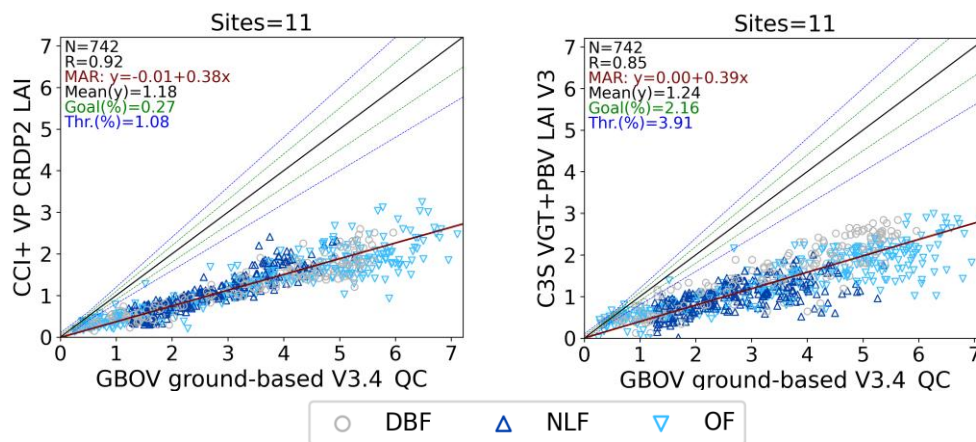 Sites=11
N=742
R=0.92
MAR: y=-0.01+0.38x
Mean(y)=1.18
Goal(%)=0.27
Thr.(%)=1.08
7
6
5
4
3
2
1
0
CCI+ VP CRDP2 LAI
0 1 2 3 4 5 6 7
GBOV ground-based V3.4 QC
Sites=11
N=742
R=0.85
MAR: y=0.00+0.39x
Mean(y)=1.24
Goal(%)=2.16
Thr.(%)=3.91
7
6
5
4
3
2
1
0
C3S VGT+PBV LAI V3
0 1 2 3 4 5 6 7
GBOV ground-based V3.4 QC
DBF NLF OF